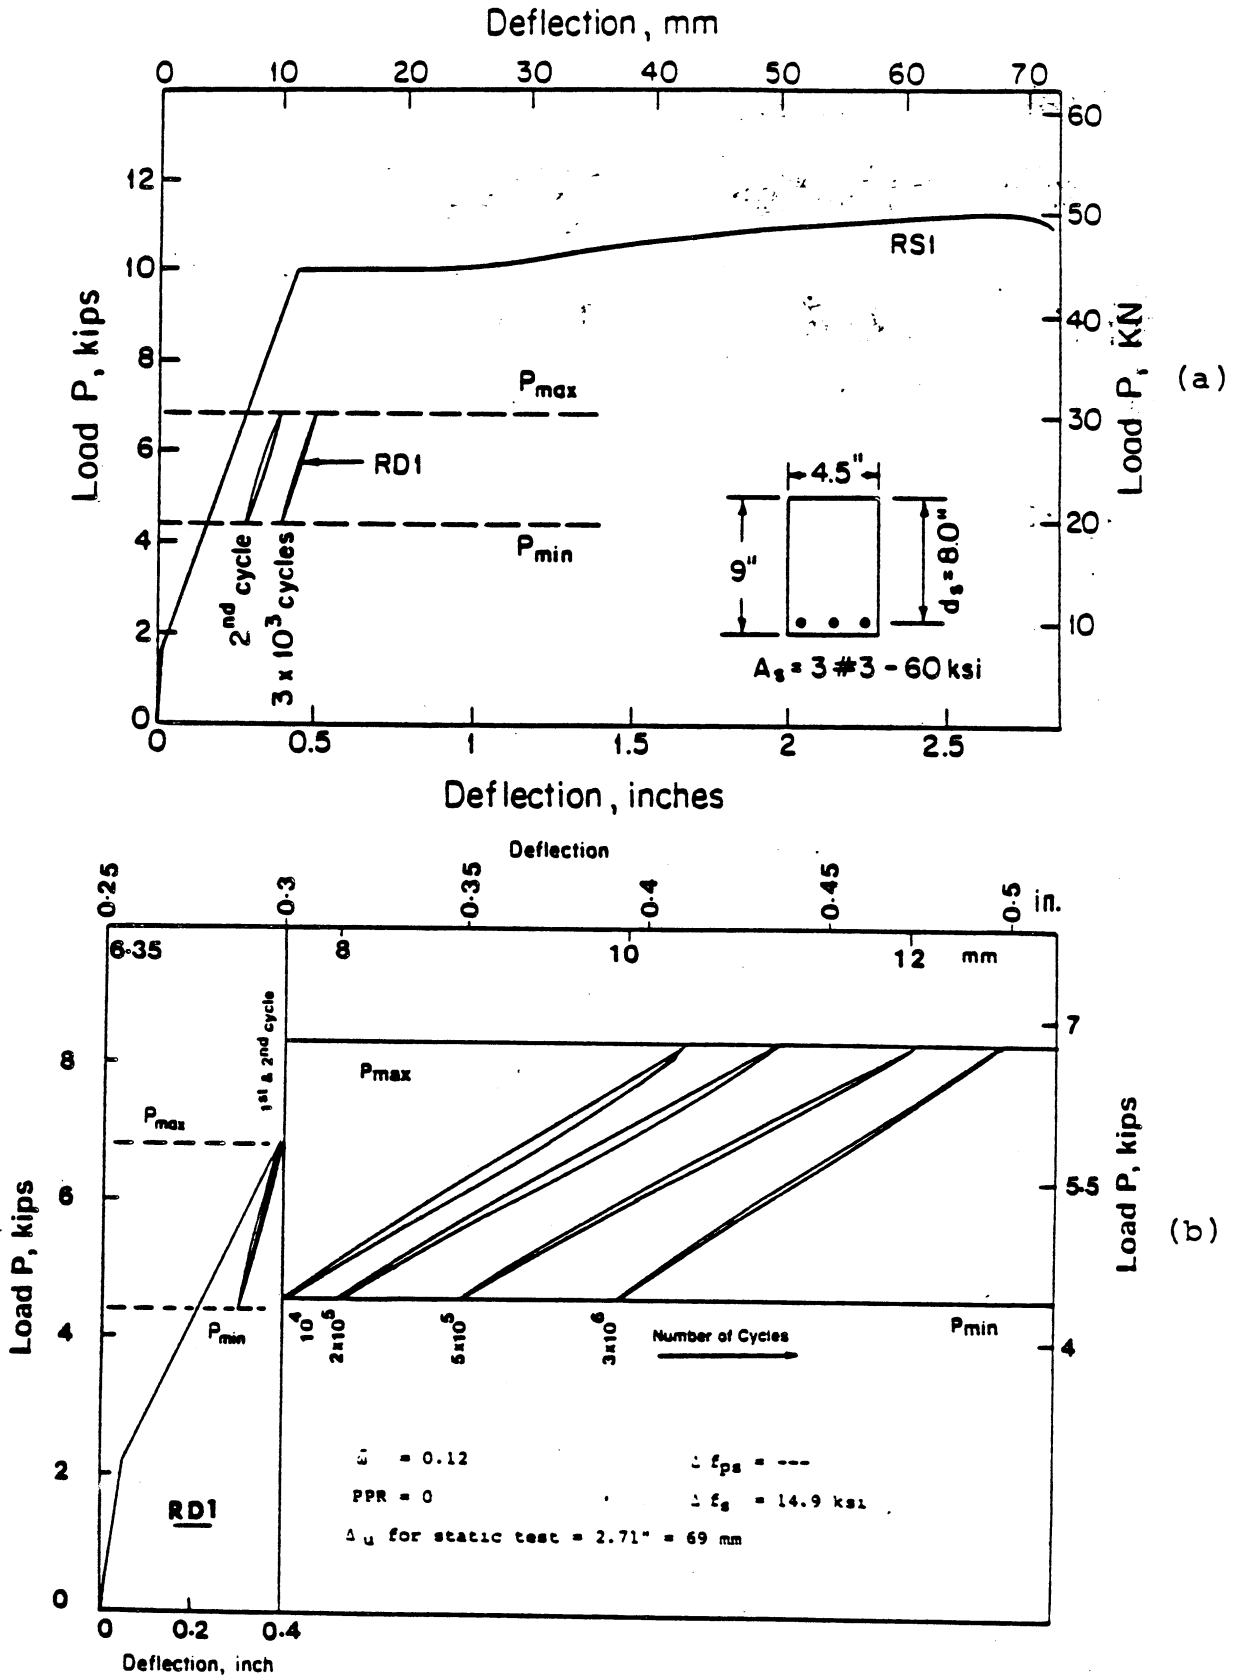 Deflection, mm
0 10 20 30 40 50 60 70
12
10
8
6
4
2
0
Load P, kips
60
50
40
30
20
10
Load P, KN
(a)
RS1
Pmax
RD1
Pmin
2nd cycle
3 x 10³ cycles
4.5"
9"
ds = 8.0"
As = 3 #3 - 60 ksi
0 0.5 1 1.5 2 2.5
Deflection, inches
Deflection
0.25 0.3 0.35 0.4 0.45 0.5 in.
6.35 8 10 12 mm
1st & 2nd cycle
8
6
4
2
0
Load P, kips
Pmax
Pmin
Pmax
7
5.5
4
Load P, kips
(b)
10⁴
2x10⁵
5x10⁵
3x10⁶
Number of Cycles
Pmin
= 0.12
Δ fps = ---
PPR = 0
Δ fs = 14.9 ksi
Δu for static test = 2.71" = 69 mm
RD1
0 0.2 0.4
Deflection, inch